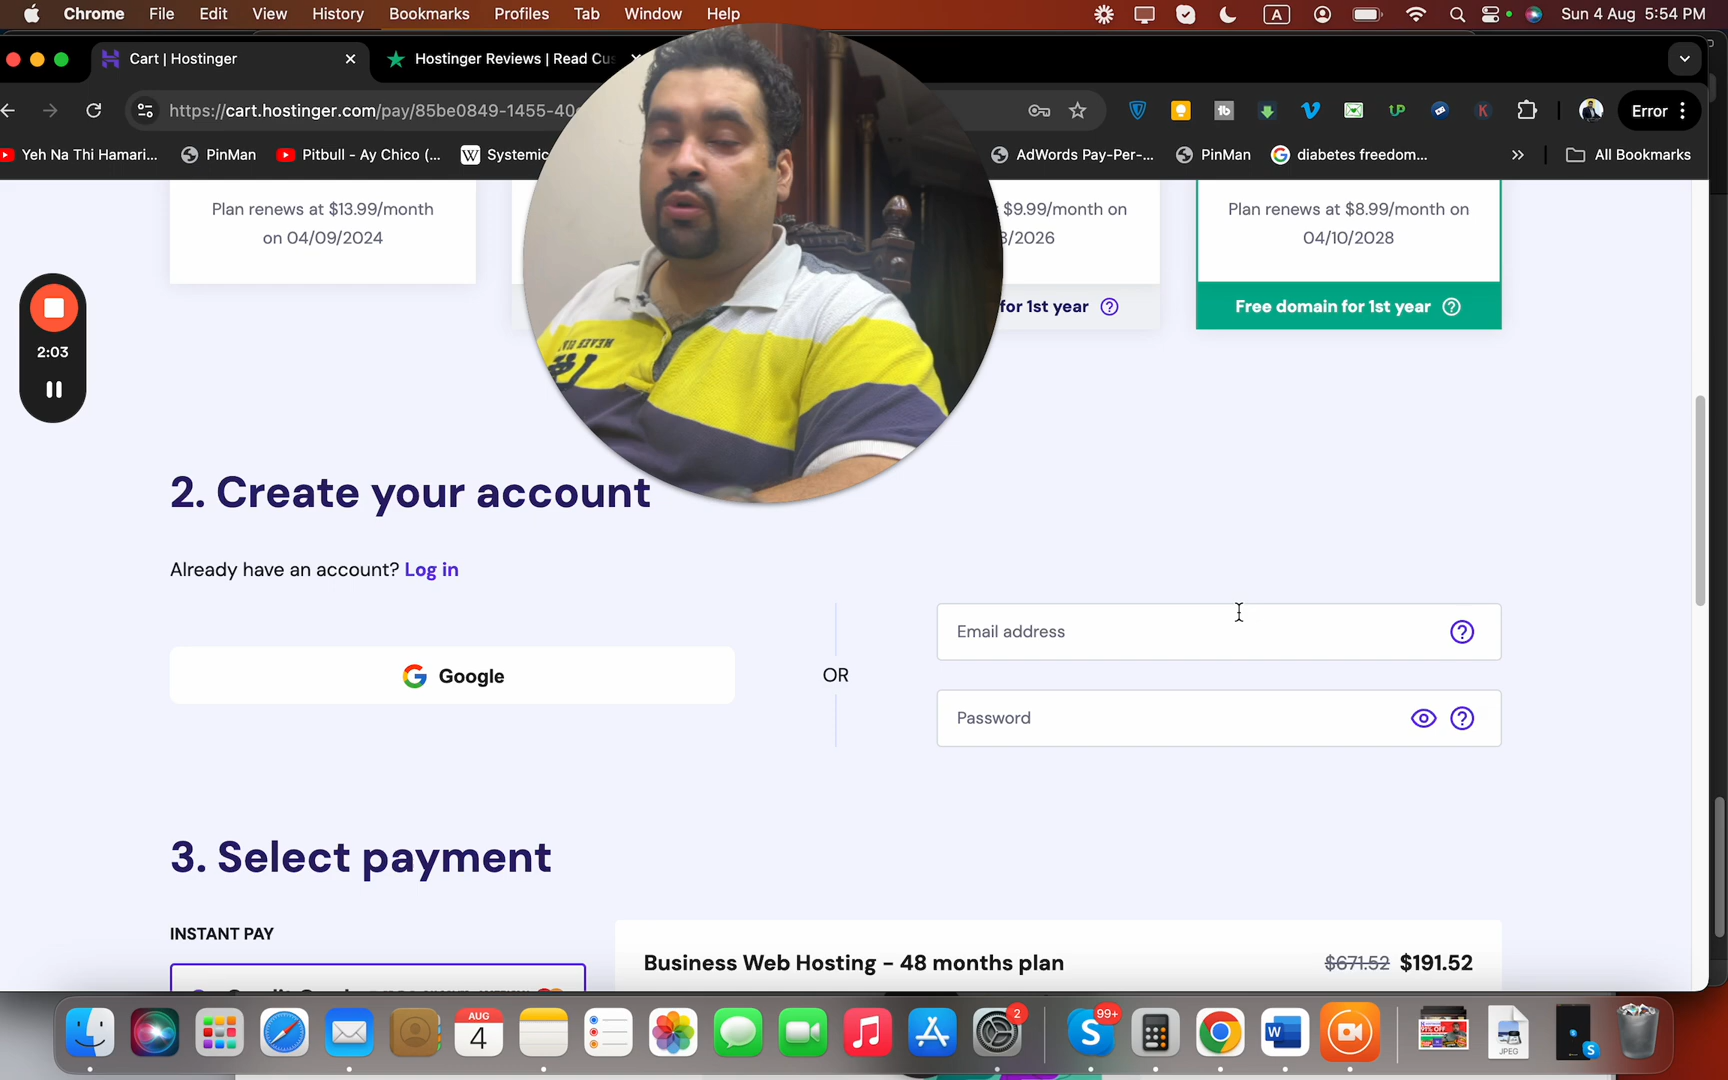 Chrome File Edit View History Bookmarks Profiles Tab Window Help A Sun 4 Aug 5:54 PM
Cart | Hostinger Hostinger Reviews | Read Cus
https://cart.hostinger.com/pay/85be0849-1455-40 Error
Yeh Na Thi Hamari... PinMan Pitbull - Ay Chico (... Systemic AdWords Pay-Per-... PinMan diabetes freedom... » All Bookmarks
Plan renews at $13.99/month
on 04/09/2024
$9.99/month on
/2026
Plan renews at $8.99/month on
04/10/2028
for 1st year
Free domain for 1st year
2:03
2. Create your account
Already have an account? Log in
Google
OR
Email address
Password
3. Select payment
INSTANT PAY
Business Web Hosting – 48 months plan $671.52 $191.52
AUG
4
2
99+
JPEG